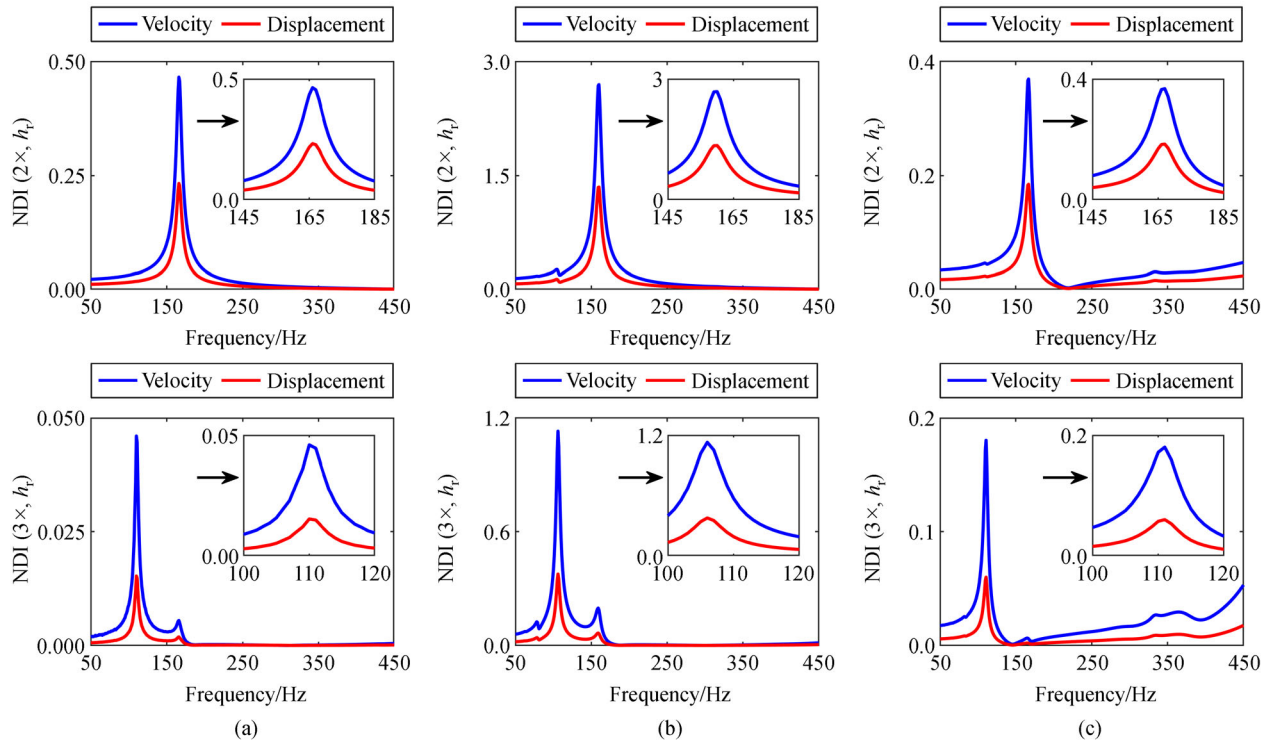 Velocity Displacement Velocity Displacement Velocity Displacement
NDI (2×, hr)
0.50
0.25
0.00
0.5
0.0
145 165 185
50 150 250 350 450
Frequency/Hz
NDI (2×, hr)
3.0
1.5
0.0
3
0
145 165 185
50 150 250 350 450
Frequency/Hz
NDI (2×, hr)
0.4
0.2
0.0
0.4
0.0
145 165 185
50 150 250 350 450
Frequency/Hz
Velocity Displacement Velocity Displacement Velocity Displacement
NDI (3×, hr)
0.050
0.025
0.000
0.05
0.00
100 110 120
50 150 250 350 450
Frequency/Hz
(a)
NDI (3×, hr)
1.2
0.6
0.0
1.2
0.0
100 110 120
50 150 250 350 450
Frequency/Hz
(b)
NDI (3×, hr)
0.2
0.1
0.0
0.2
0.0
100 110 120
50 150 250 350 450
Frequency/Hz
(c)